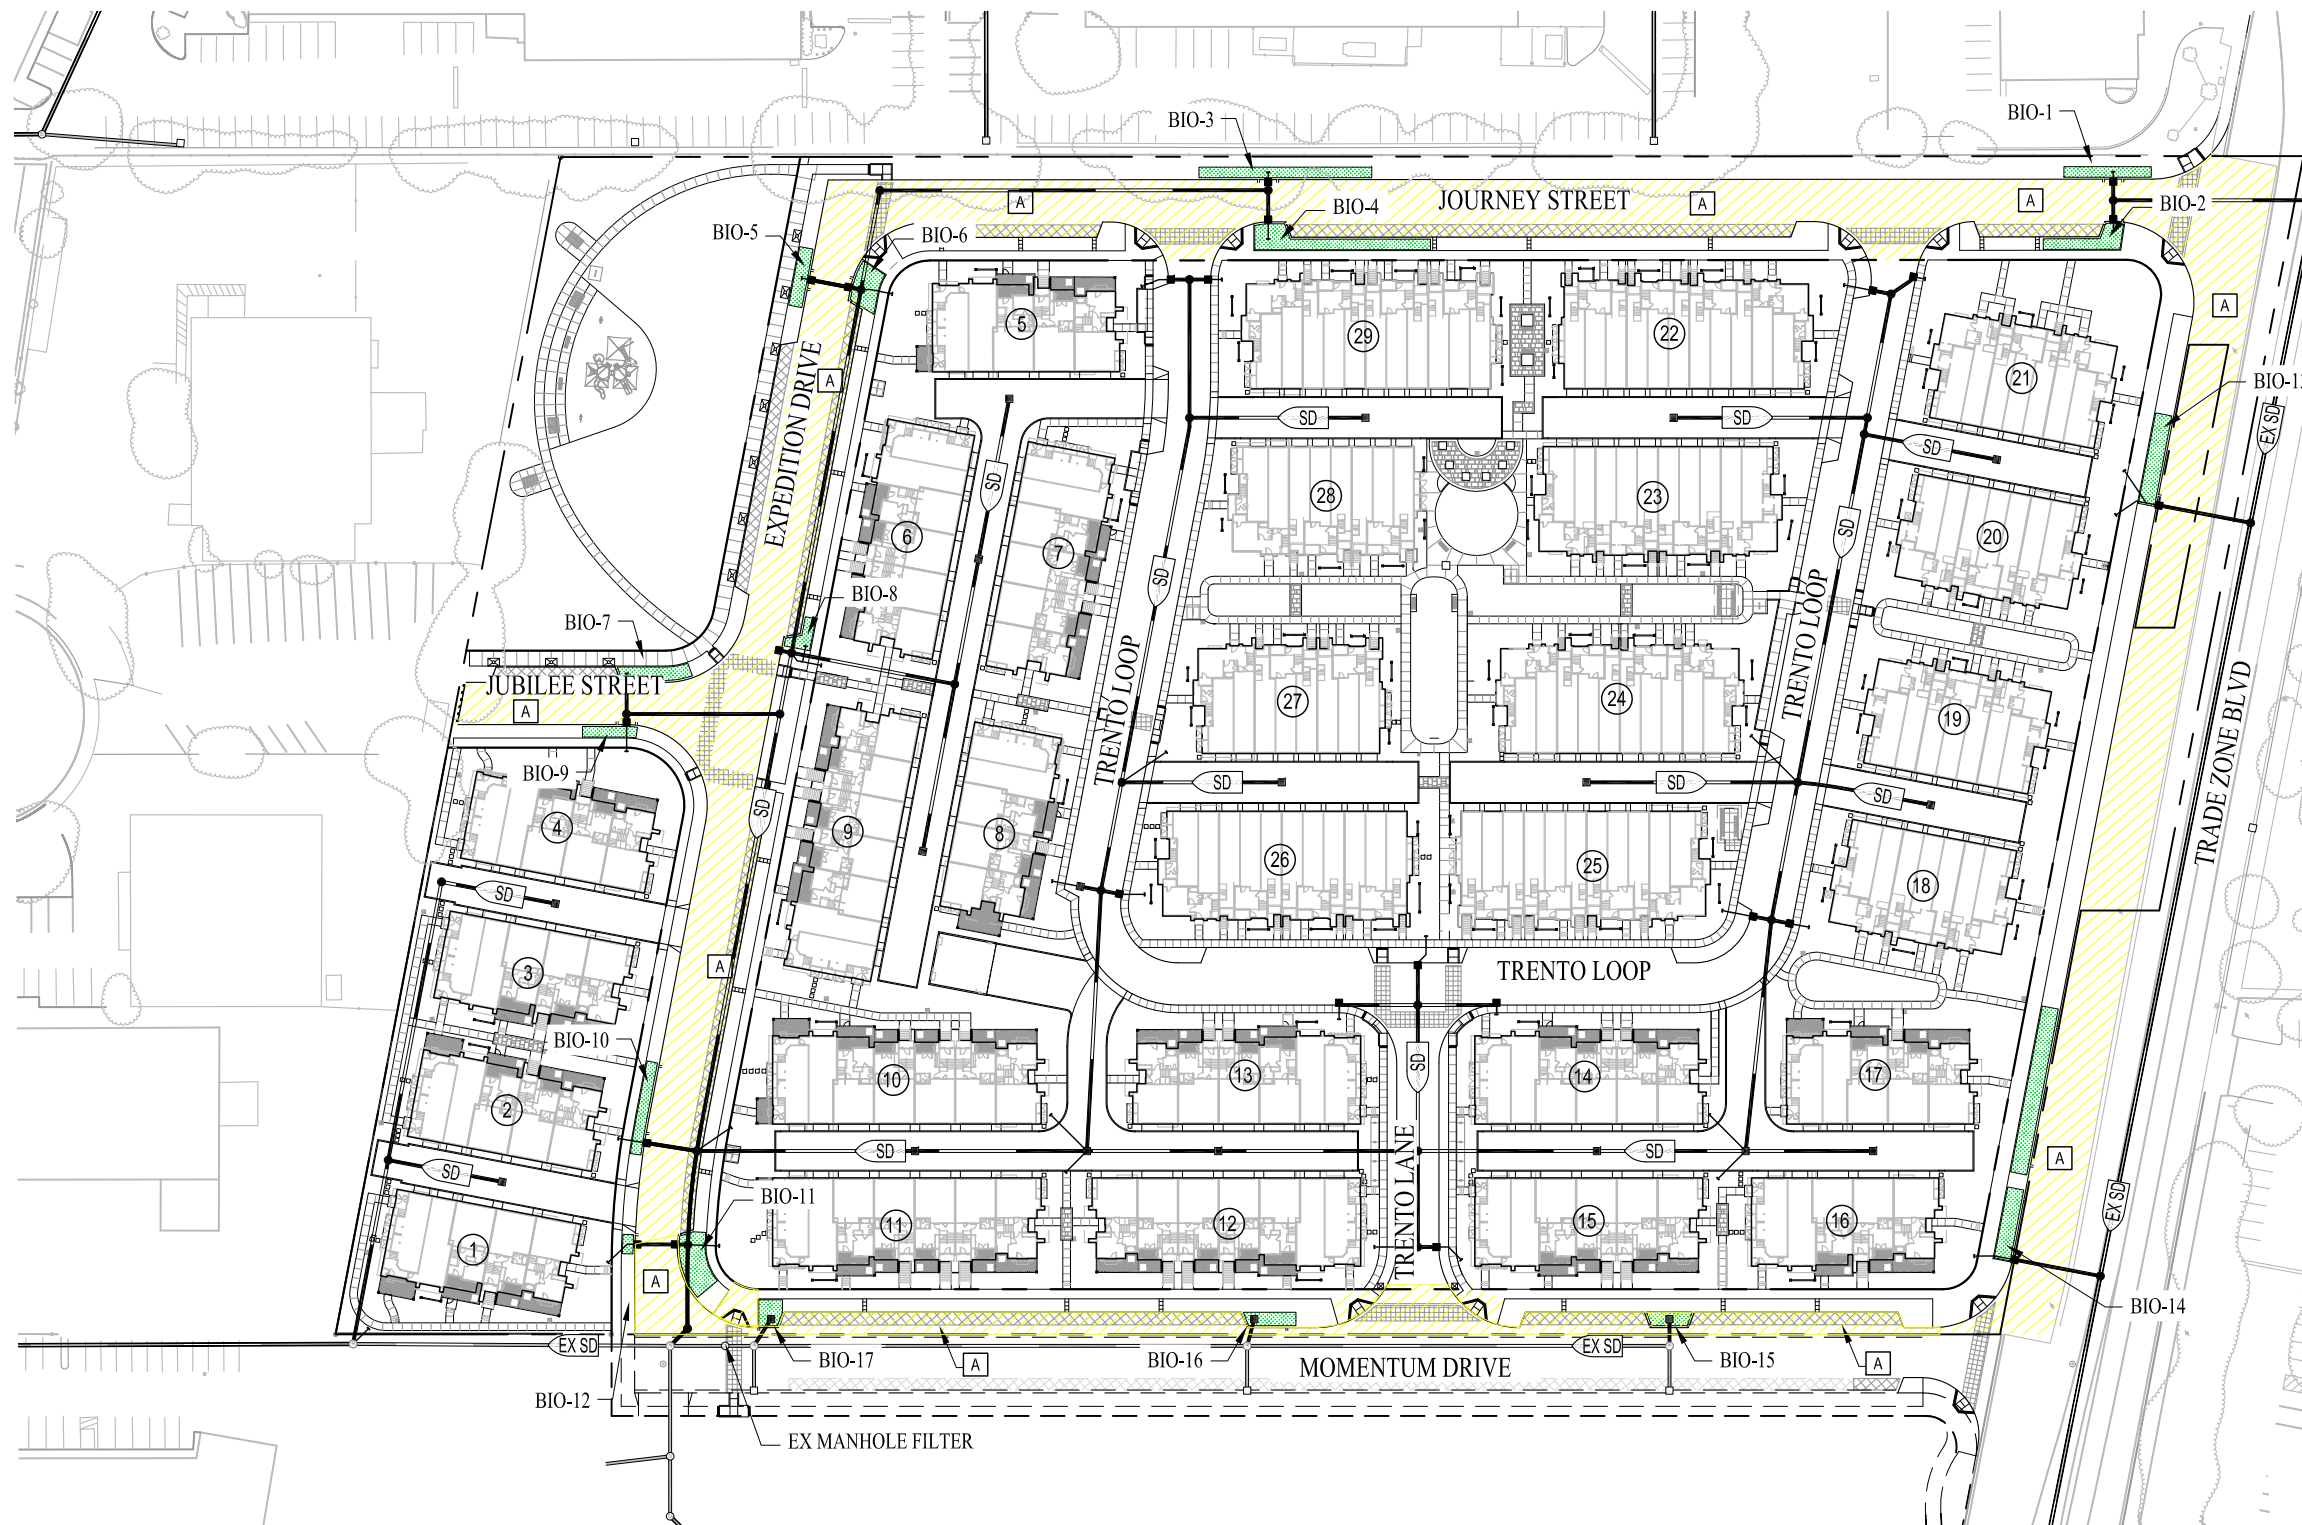 BIO-1
BIO-3
A
JOURNEY STREET
A
A
BIO-4
BIO-2
BIO-5
BIO-6
A
5
29
22
21
A
BIO-1
EXPEDITION DRIVE
SD
SD
SD
EX SD
SD
6
7
28
23
20
SD
SD
BIO-8
BIO-7
TRENTO LOOP
TRENTO LOOP
JUBILEE STREET
A
27
24
19
TRADE ZONE BLVD
BIO-9
SD
SD
SD
SD
4
9
8
26
25
18
SD
3
A
TRENTO LOOP
BIO-10
2
10
13
SD
14
17
SD
SD
SD
TRENTO LANE
A
BIO-11
EX SD
1
11
12
15
16
A
BIO-14
EX SD
BIO-17
A
BIO-16
MOMENTUM DRIVE
EX SD
BIO-15
A
BIO-12
EX MANHOLE FILTER